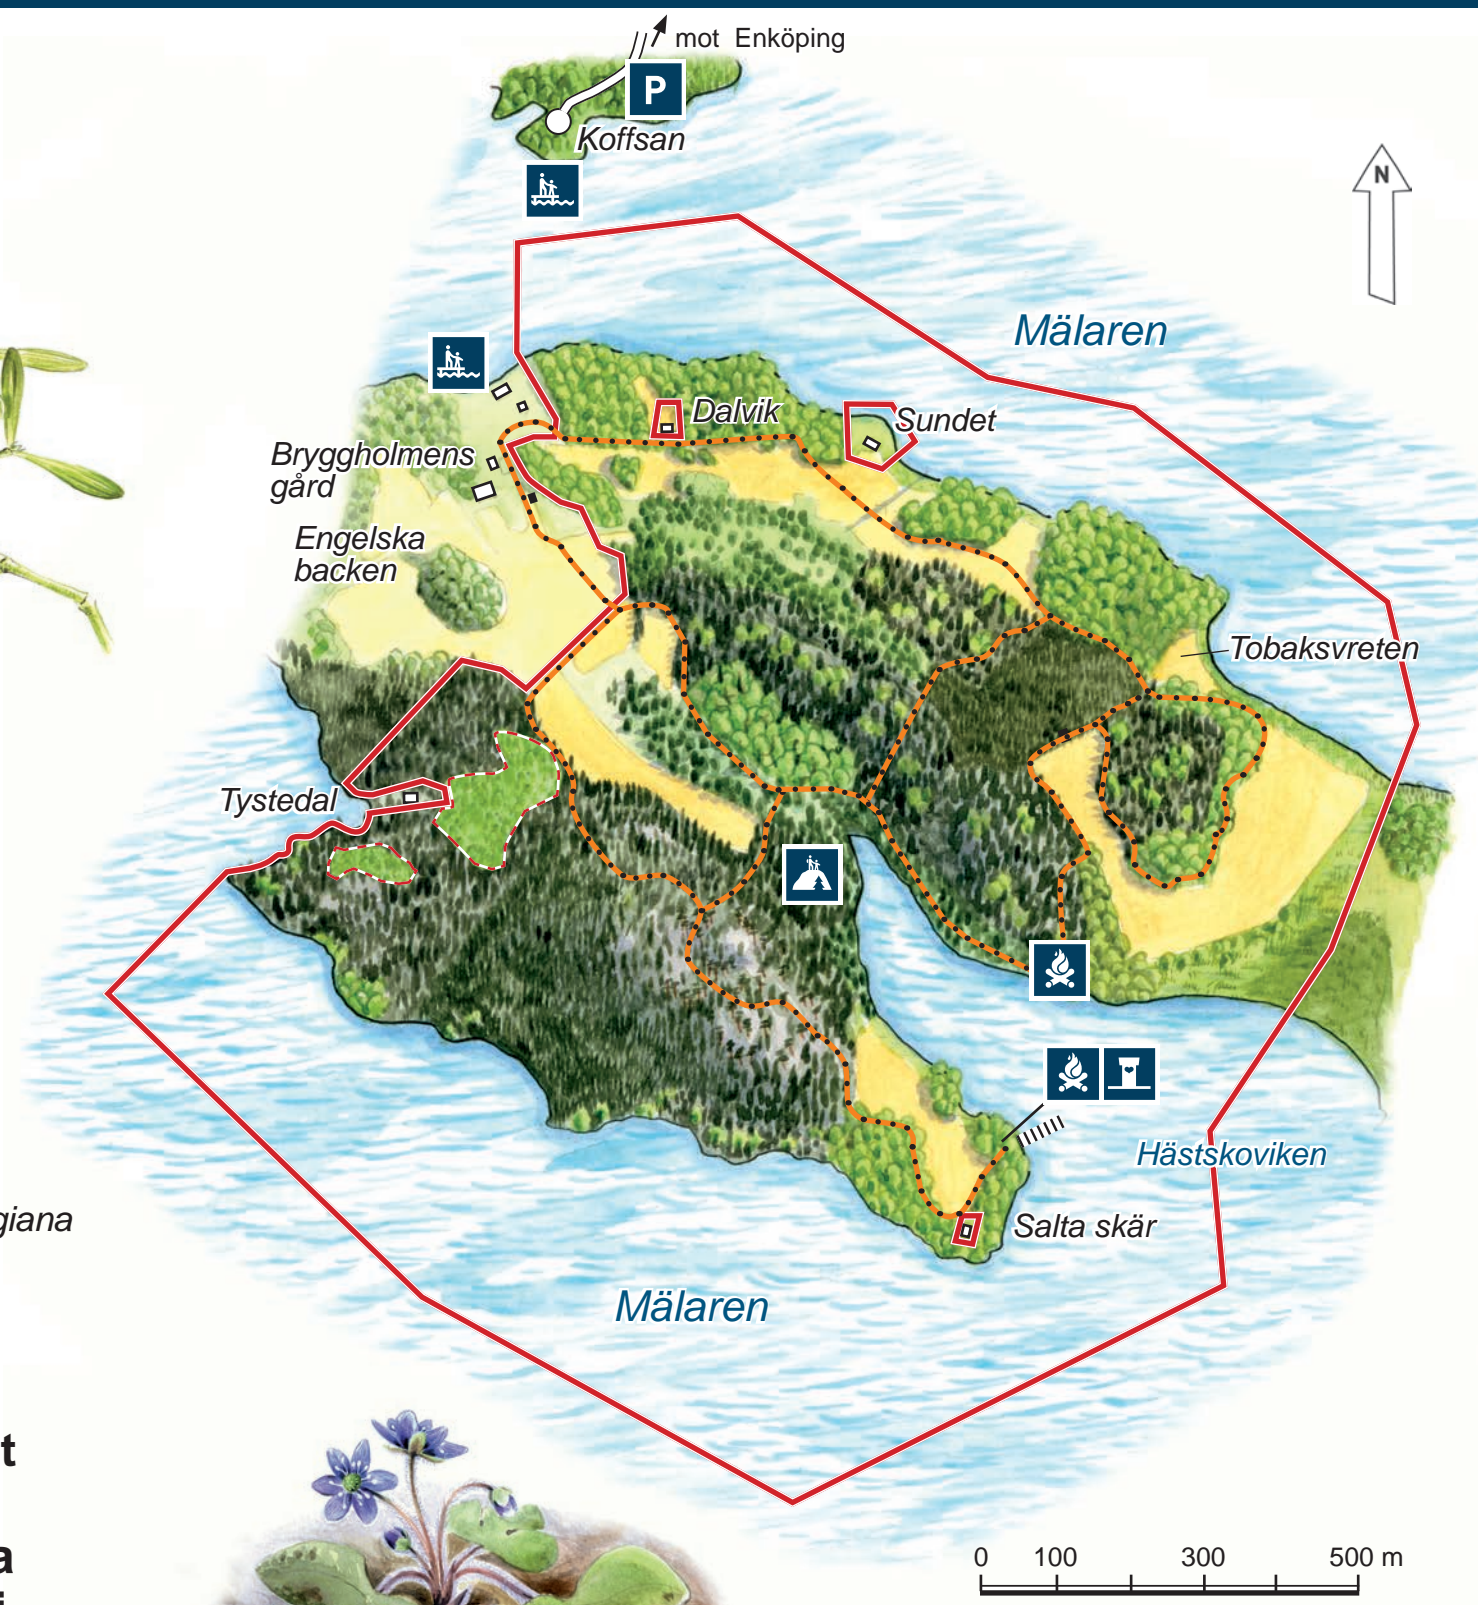 mot Enköping
P
Koffsan
N
Mälaren
Dalvik
Sundet
Bryggholmens
gård
Engelska
backen
Tobaksvreten
Tystedal
Hästskoviken
giana
Salta skär
Mälaren
t
a
0 100 300 500 m